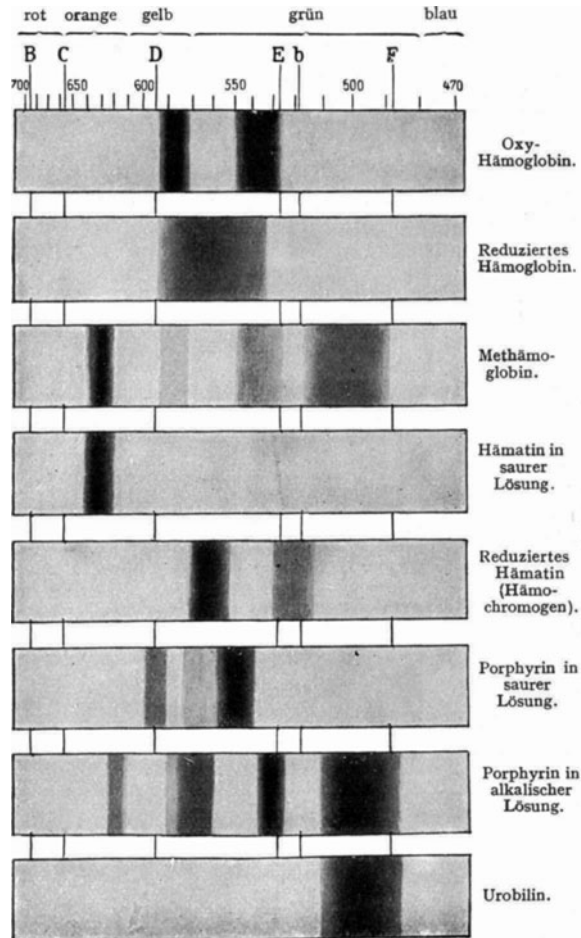 rot orange gelb grün blau
B C D E b F
700 650 600 550 500 470
Oxy-
Hämoglobin.
Reduziertes
Hämoglobin.
Methämo-
globin.
Hämatin in
saurer
Lösung.
Reduziertes
Hämatin
(Hämo-
chromogen).
Porphyrin in
saurer
Lösung.
Porphyrin in
alkalischer
Lösung.
Urobilin.